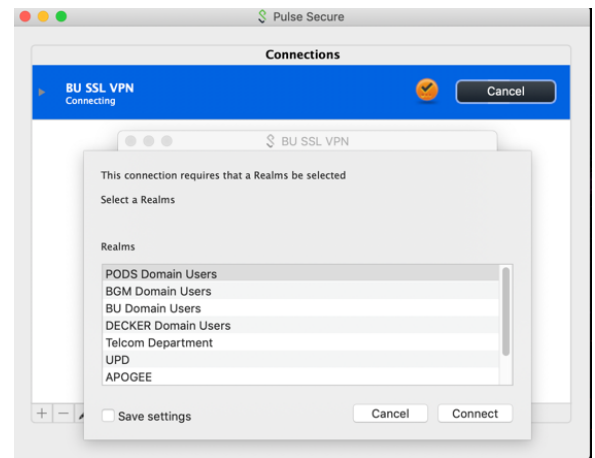 Pulse Secure
Connections
BU SSL VPN
Connecting
Cancel
BU SSL VPN
This connection requires that a Realms be selected
Select a Realms
Realms
PODS Domain Users
BGM Domain Users
BU Domain Users
DECKER Domain Users
Telcom Department
UPD
APOGEE
Save settings
Cancel
Connect